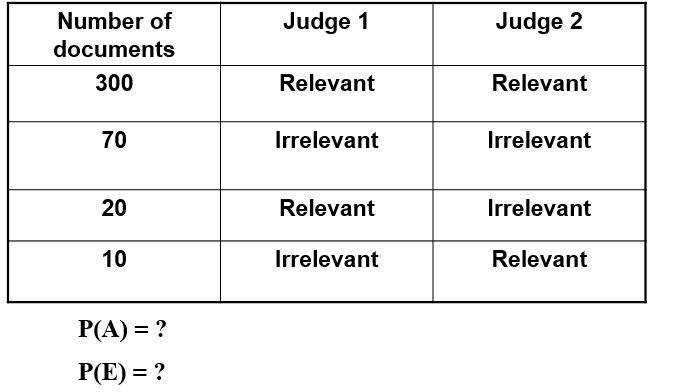 Number of documents Judge 1 Judge 2
300 Relevant Relevant
70 Irrelevant Irrelevant
20 Relevant Irrelevant
10 Irrelevant Relevant
P(A) = ?
P(E) = ?